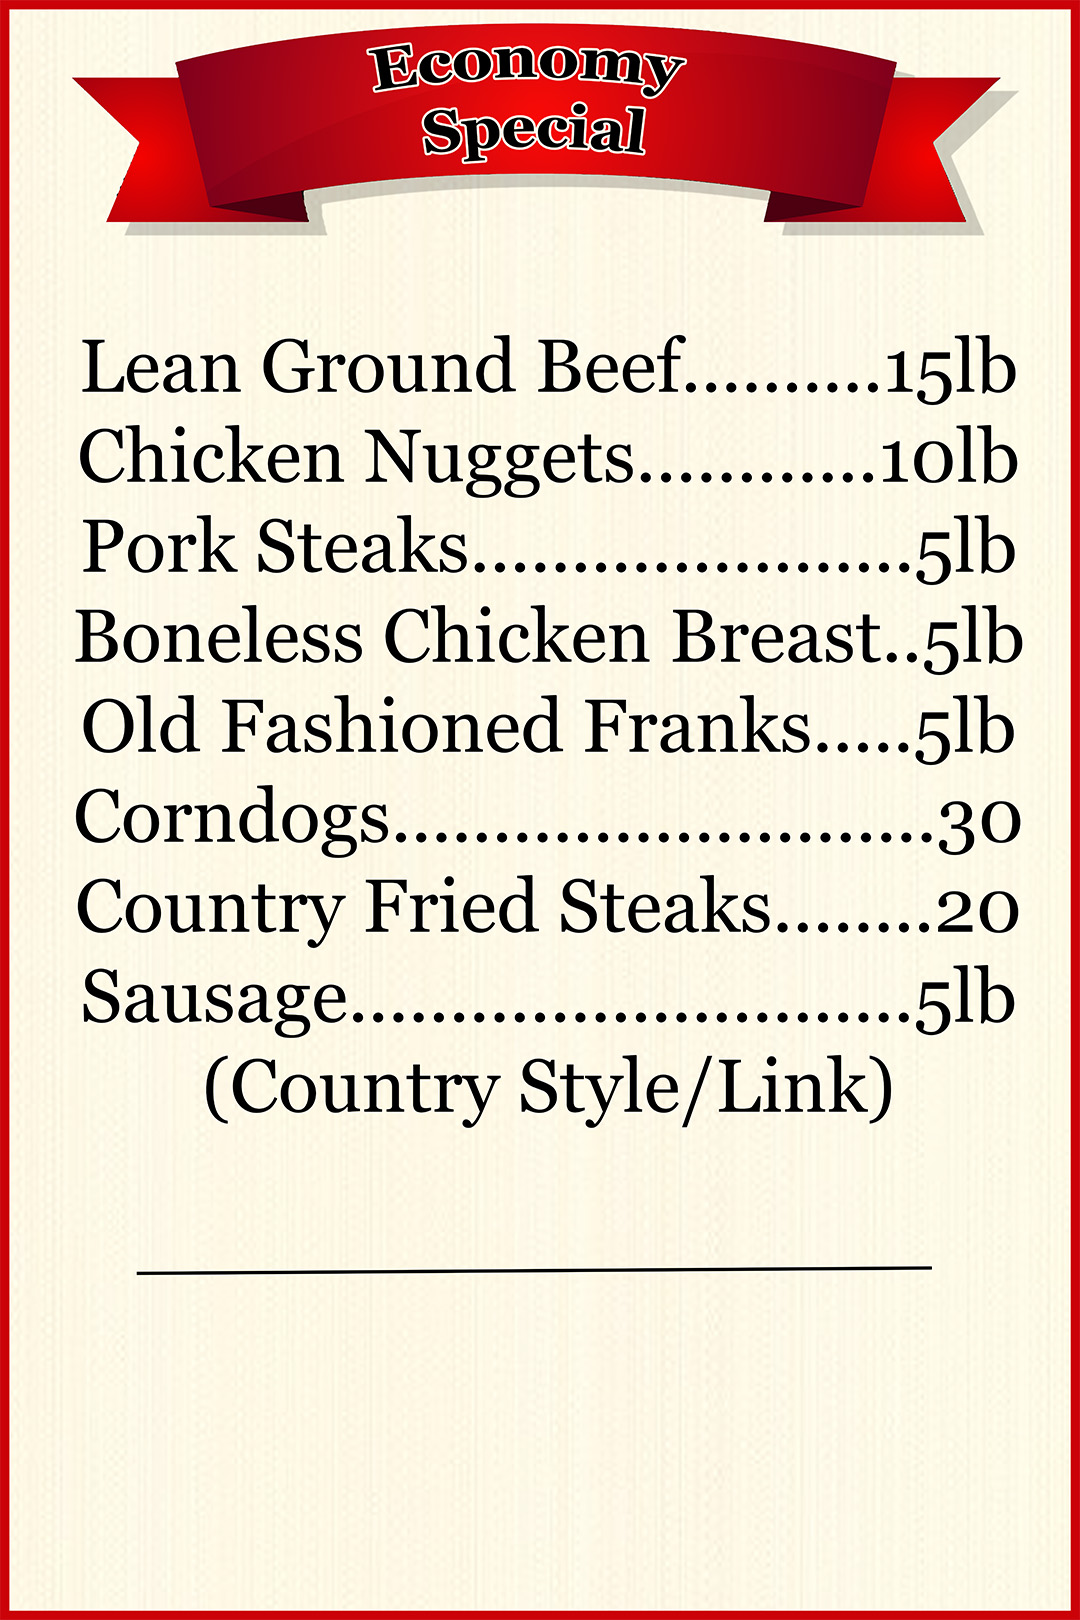 Economy
Special
Lean Ground Beef..........15lb
Chicken Nuggets............10lb
Pork Steaks......................5lb
Boneless Chicken Breast..5lb
Old Fashioned Franks.....5lb
Corndogs...........................30
Country Fried Steaks........20
Sausage............................5lb
(Country Style/Link)